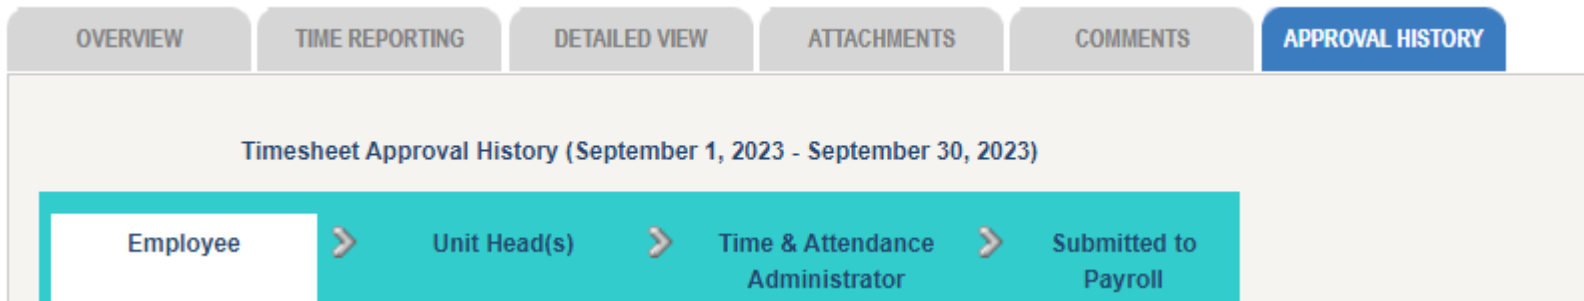 OVERVIEW TIME REPORTING DETAILED VIEW ATTACHMENTS COMMENTS APPROVAL HISTORY
Timesheet Approval History (September 1, 2023 - September 30, 2023)
Employee
Unit Head(s)
Time & Attendance
Administrator
Submitted to
Payroll